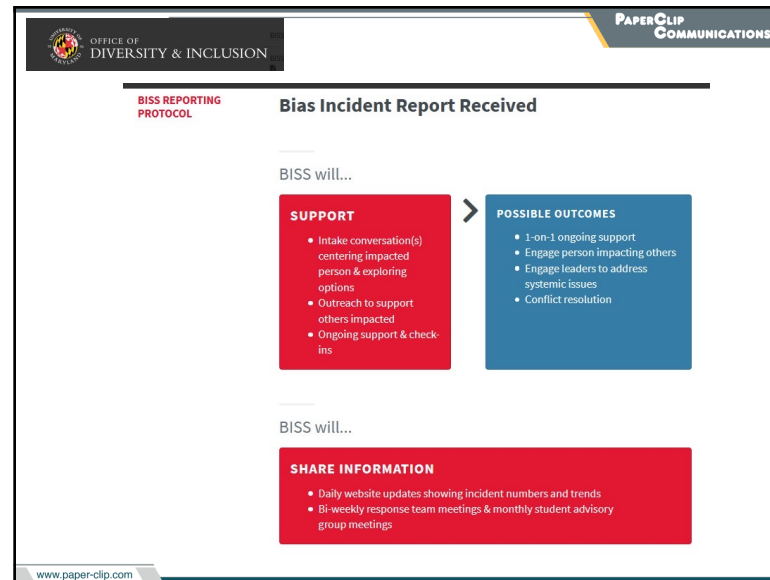 UNIVERSITY OF
MARYLAND
OFFICE OF
DIVERSITY & INCLUSION
PAPERCLIP
COMMUNICATIONS
BISS REPORTING
PROTOCOL
Bias Incident Report Received
BISS will...
SUPPORT
• Intake conversation(s)
centering impacted
person & exploring
options
• Outreach to support
others impacted
• Ongoing support & check-
ins
POSSIBLE OUTCOMES
• 1-on-1 ongoing support
• Engage person impacting others
• Engage leaders to address
systemic issues
• Conflict resolution
BISS will...
SHARE INFORMATION
• Daily website updates showing incident numbers and trends
• Bi-weekly response team meetings & monthly student advisory
group meetings
www.paper-clip.com